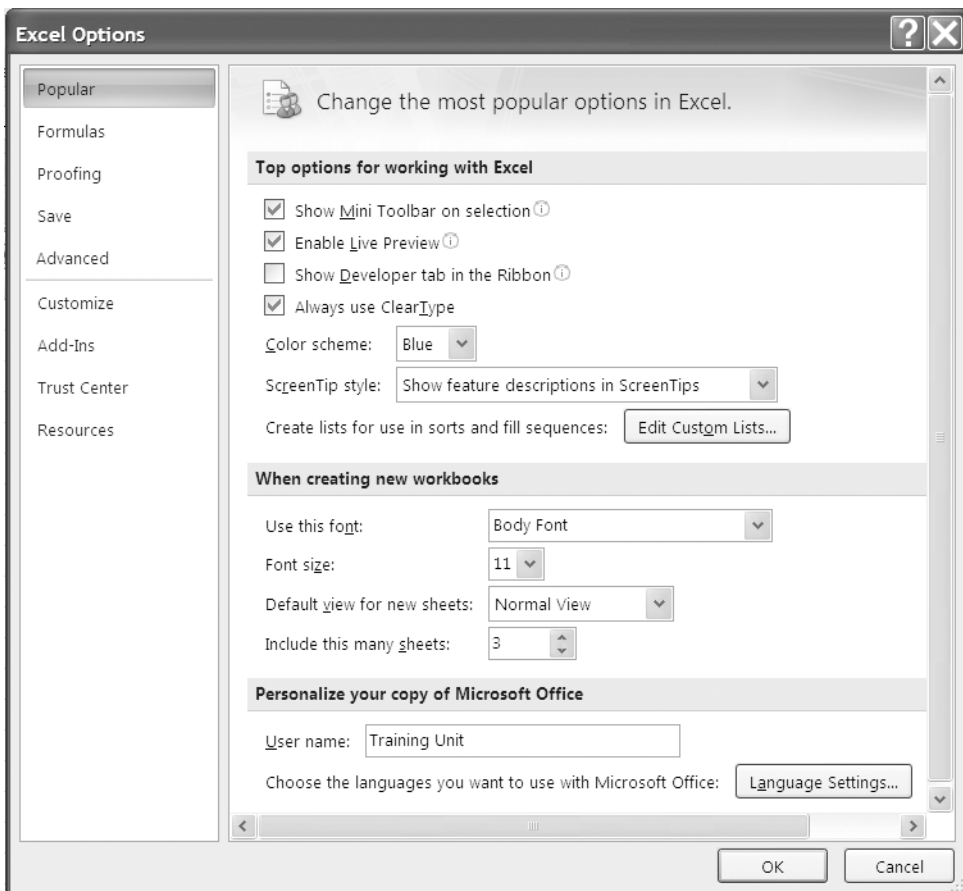 Excel Options
Popular
Formulas
Proofing
Save
Advanced
Customize
Add-Ins
Trust Center
Resources
Change the most popular options in Excel.
Top options for working with Excel
Show Mini Toolbar on selection
Enable Live Preview
Show Developer tab in the Ribbon
Always use ClearType
Color scheme: Blue
ScreenTip style: Show feature descriptions in ScreenTips
Create lists for use in sorts and fill sequences: Edit Custom Lists...
When creating new workbooks
Use this font: Body Font
Font size: 11
Default view for new sheets: Normal View
Include this many sheets: 3
Personalize your copy of Microsoft Office
User name: Training Unit
Choose the languages you want to use with Microsoft Office: Language Settings...
OK Cancel